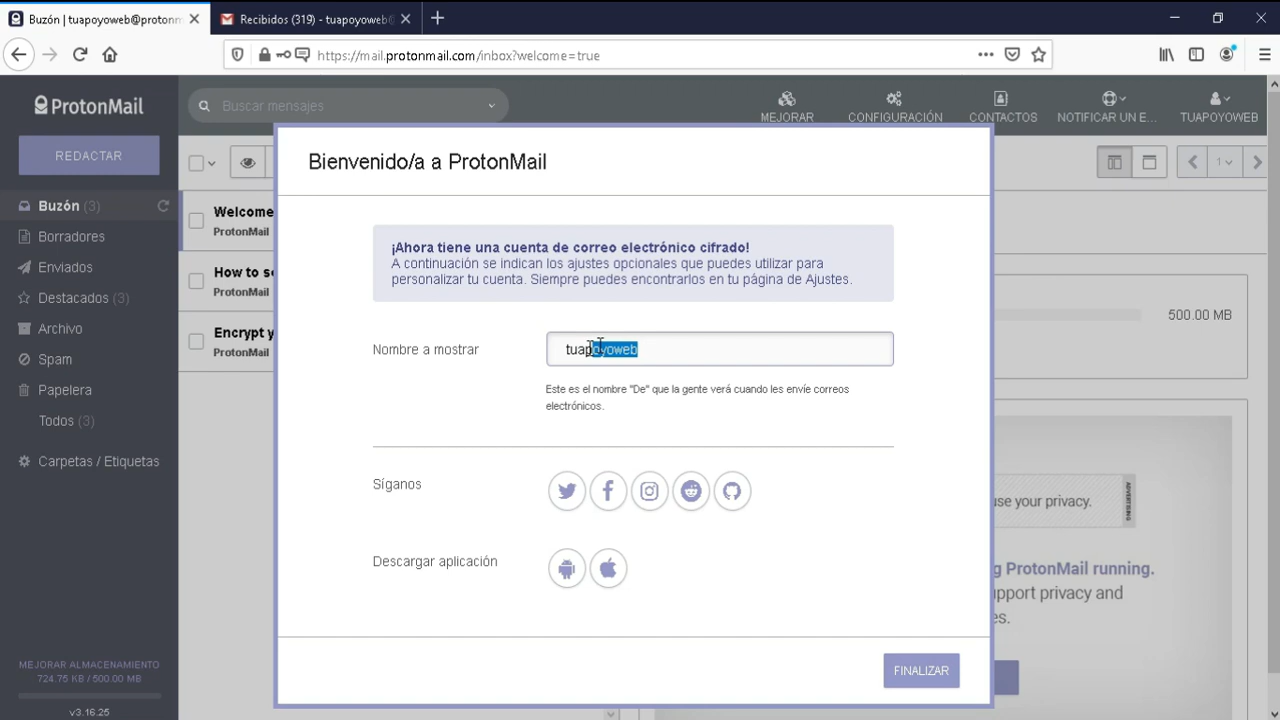 Buzón | tuapoyoweb@protonm
Recibidos (319) - tuapoyoweb@
https://mail.protonmail.com/inbox?welcome=true
ProtonMail
Buscar mensajes
MEJORAR
CONFIGURACIÓN
CONTACTOS
NOTIFICAR UN E...
TUAPOYOWEB
REDACTAR
1
Buzón (3)
Borradores
Enviados
Destacados (3)
Archivo
Spam
Papelera
Todos (3)
Carpetas / Etiquetas
MEJORAR ALMACENAMIENTO
724.75 KB / 500.00 MB
v3.16.25
Welcome
ProtonMail
How to se
ProtonMail
Encrypt y
ProtonMail
Bienvenido/a a ProtonMail
¡Ahora tiene una cuenta de correo electrónico cifrado!
A continuación se indican los ajustes opcionales que puedes utilizar para
personalizar tu cuenta. Siempre puedes encontrarlos en tu página de Ajustes.
Nombre a mostrar
tuapoyoweb
Este es el nombre "De" que la gente verá cuando les envíe correos
electrónicos.
Síganos
Descargar aplicación
FINALIZAR
500.00 MB
use your privacy.
ADVERTISING
g ProtonMail running.
upport privacy and
s.